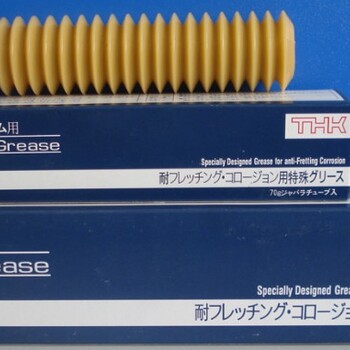 ム用
Grease
THK
Specially Designed Grease for anti-Fretting Corrosion
耐フレッチング・コロージョン用特殊グリース
70gジャバラチューブ入
ease
Specially Designed Grea
耐フレッチング・コロージョ